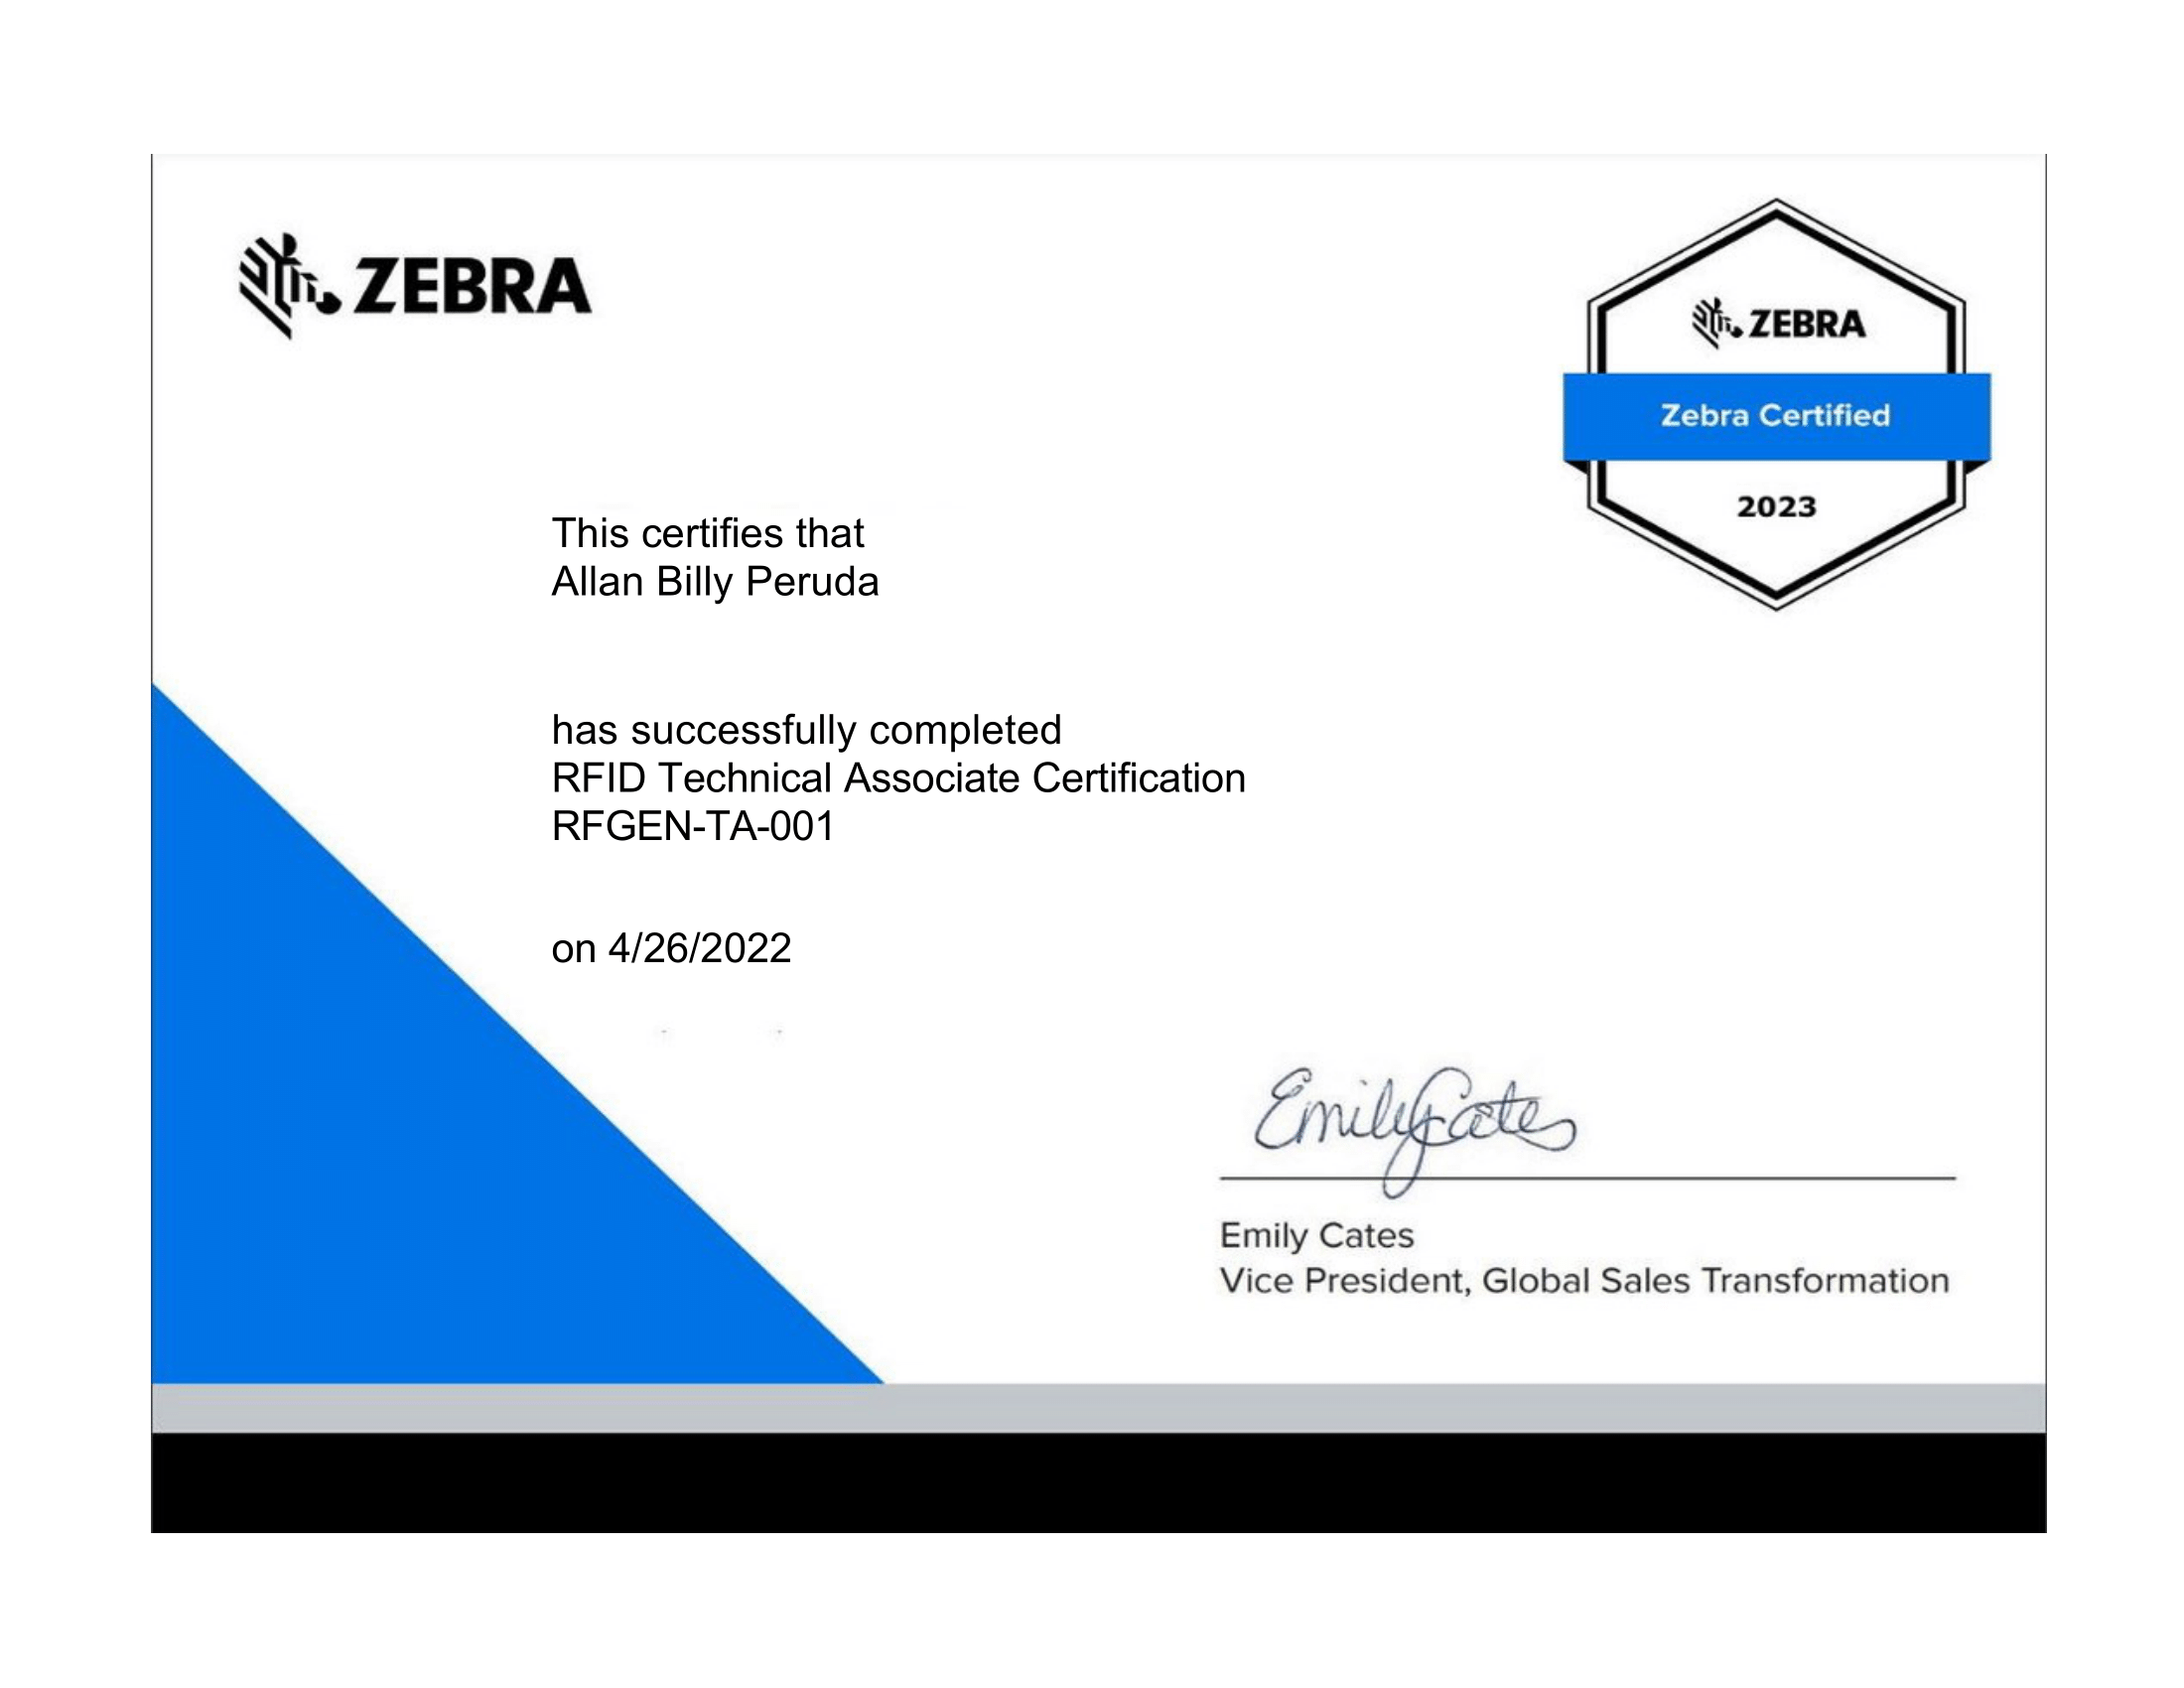 ZEBRA
ZEBRA
Zebra Certified
2023
This certifies that
Allan Billy Peruda
has successfully completed
RFID Technical Associate Certification
RFGEN-TA-001
on 4/26/2022
Emily Cates
Emily Cates
Vice President, Global Sales Transformation